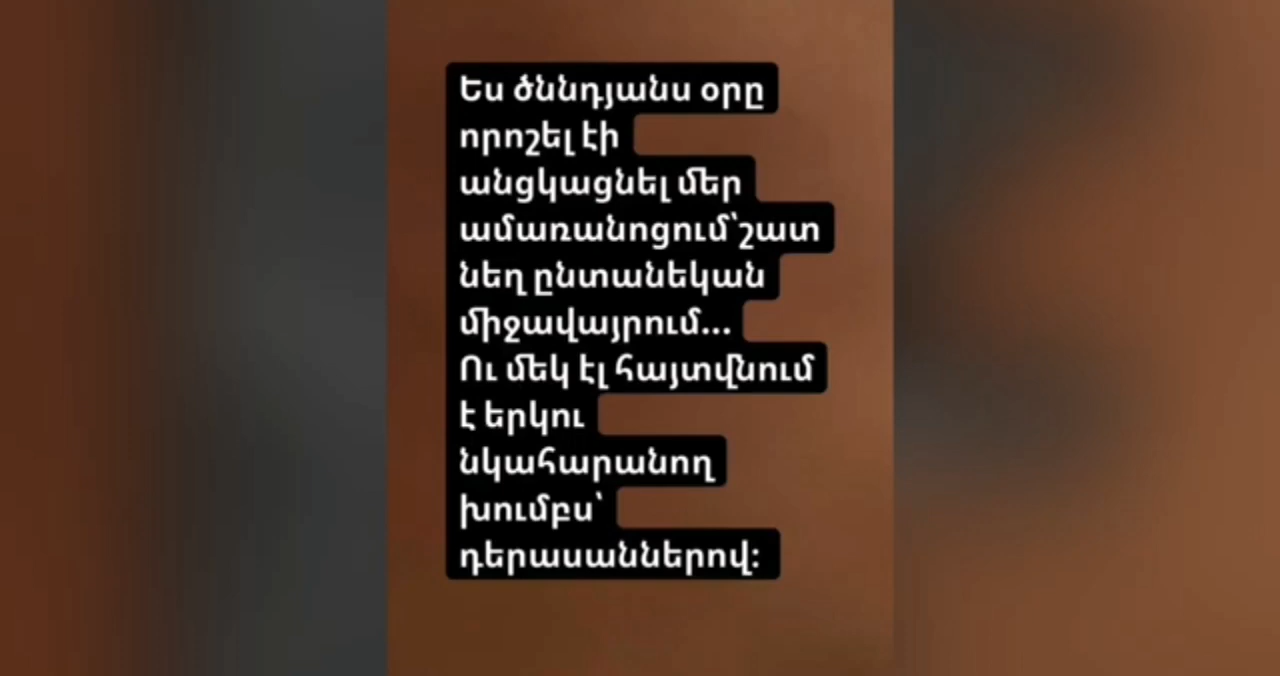 Ես ծննդյանս օրը
որոշել էի
անցկացնել մեր
ամառանոցում՝շատ
նեղ ընտանեկան
միջավայրում...
Ու մեկ էլ հայտվնում
է երկու
նկահարանող
խումբս՝
դերասաններով։